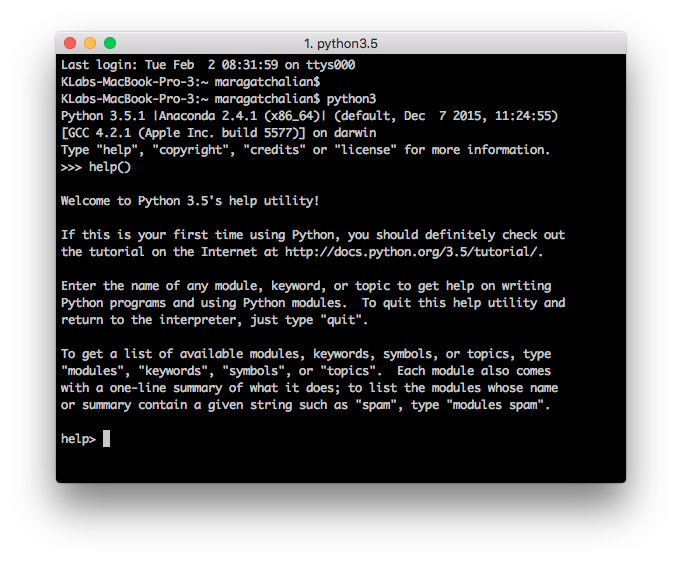 1. python3.5
Last login: Tue Feb  2 08:31:59 on ttys000
KLabs-MacBook-Pro-3:~ maragatchalian$
KLabs-MacBook-Pro-3:~ maragatchalian$ python3
Python 3.5.1 |Anaconda 2.4.1 (x86_64)| (default, Dec  7 2015, 11:24:55)
[GCC 4.2.1 (Apple Inc. build 5577)] on darwin
Type "help", "copyright", "credits" or "license" for more information.
>>> help()
Welcome to Python 3.5's help utility!
If this is your first time using Python, you should definitely check out
the tutorial on the Internet at http://docs.python.org/3.5/tutorial/.
Enter the name of any module, keyword, or topic to get help on writing
Python programs and using Python modules.  To quit this help utility and
return to the interpreter, just type "quit".
To get a list of available modules, keywords, symbols, or topics, type
"modules", "keywords", "symbols", or "topics".  Each module also comes
with a one-line summary of what it does; to list the modules whose name
or summary contain a given string such as "spam", type "modules spam".
help>